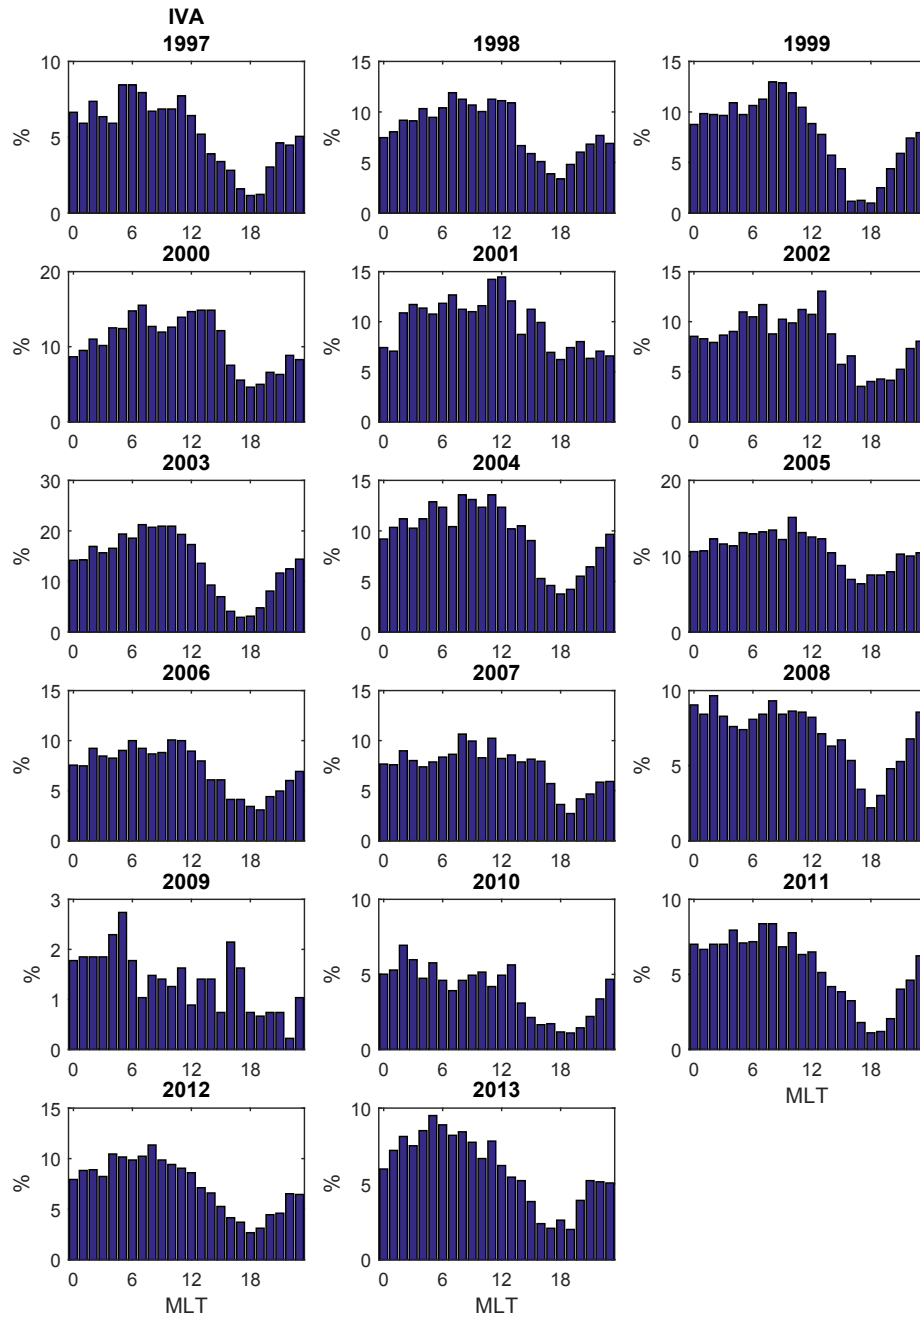 IVA
1997 1998 1999
10 15 15
% 5 % 10 % 10
5 5
0 0 0
0 6 12 18 0 6 12 18 0 6 12 18
2000 2001 2002
20 15 15
% 10 % 10 % 10
5 5
0 0 0
0 6 12 18 0 6 12 18 0 6 12 18
2003 2004 2005
30 15 20
% 20 % 10 % 10
10 5
0 0 0
0 6 12 18 0 6 12 18 0 6 12 18
2006 2007 2008
15 15 10
% 10 % 10 % 5
5 5
0 0 0
0 6 12 18 0 6 12 18 0 6 12 18
2009 2010 2011
3 10 10
% 2 % 5 % 5
1
0 0 0
0 6 12 18 0 6 12 18 0 6 12 18
MLT
2012 2013
15 10
% 10 % 5
5
0 0
0 6 12 18 0 6 12 18
MLT MLT